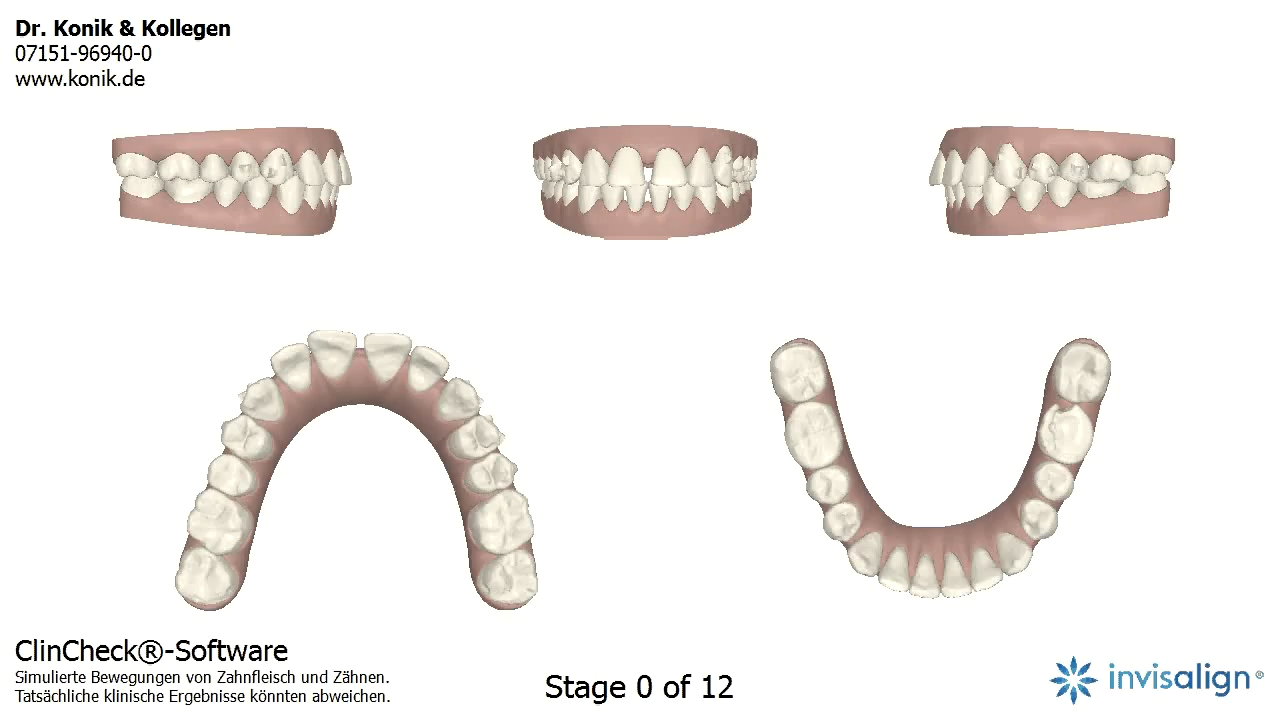 Dr. Konik & Kollegen
07151-96940-0
www.konik.de
ClinCheck®-Software
Simulierte Bewegungen von Zahnfleisch und Zähnen.
Tatsächliche klinische Ergebnisse könnten abweichen.
Stage 0 of 12
invisalign®